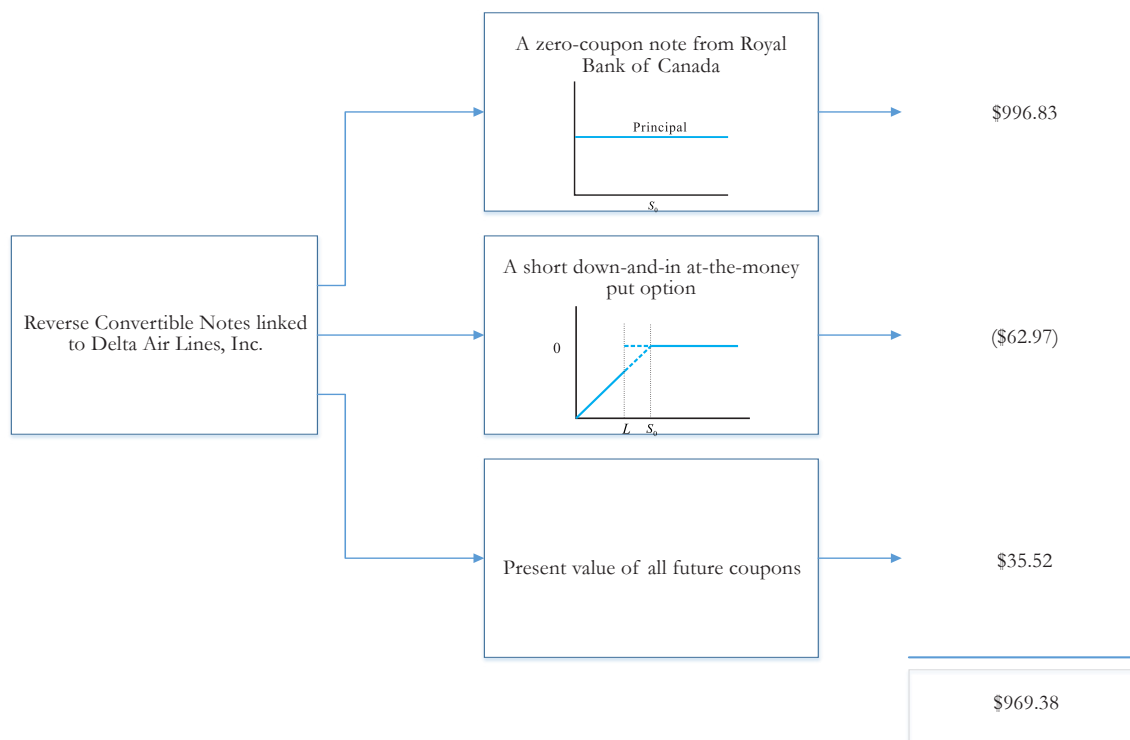 A zero-coupon note from Royal
Bank of Canada
Principal
S₀
$996.83
Reverse Convertible Notes linked
to Delta Air Lines, Inc.
A short down-and-in at-the-money
put option
0
L S₀
($62.97)
Present value of all future coupons
$35.52
$969.38